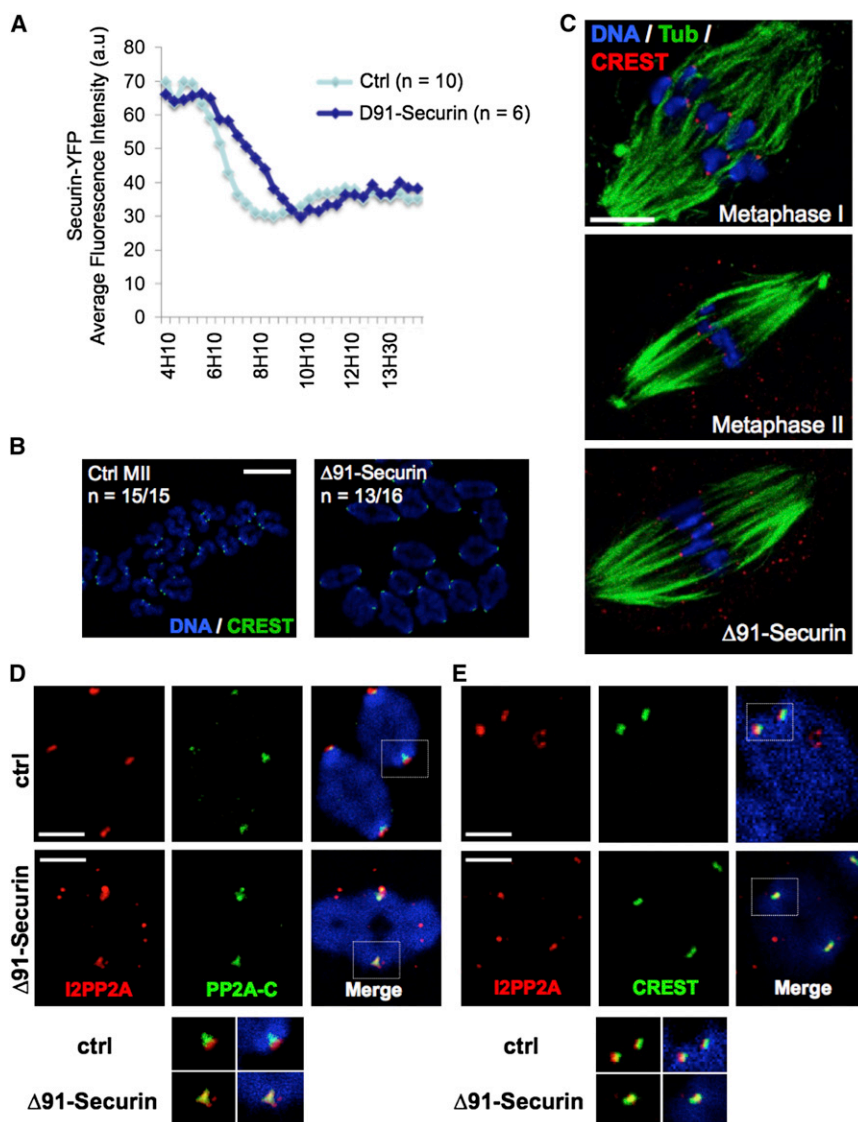 A
80
70
60
50
40
30
20
10
0
Securin-YFP
Average Fluorescence Intensity (a.u)
Ctrl (n = 10)
D91-Securin (n = 6)
4H10
6H10
8H10
10H10
12H10
13H30
B
Ctrl MII
n = 15/15
DNA / CREST
Δ91-Securin
n = 13/16
C
DNA / Tub /
CREST
Metaphase I
Metaphase II
Δ91-Securin
D
ctrl
Δ91-Securin
I2PP2A
PP2A-C
Merge
ctrl
Δ91-Securin
E
I2PP2A
CREST
Merge
ctrl
Δ91-Securin